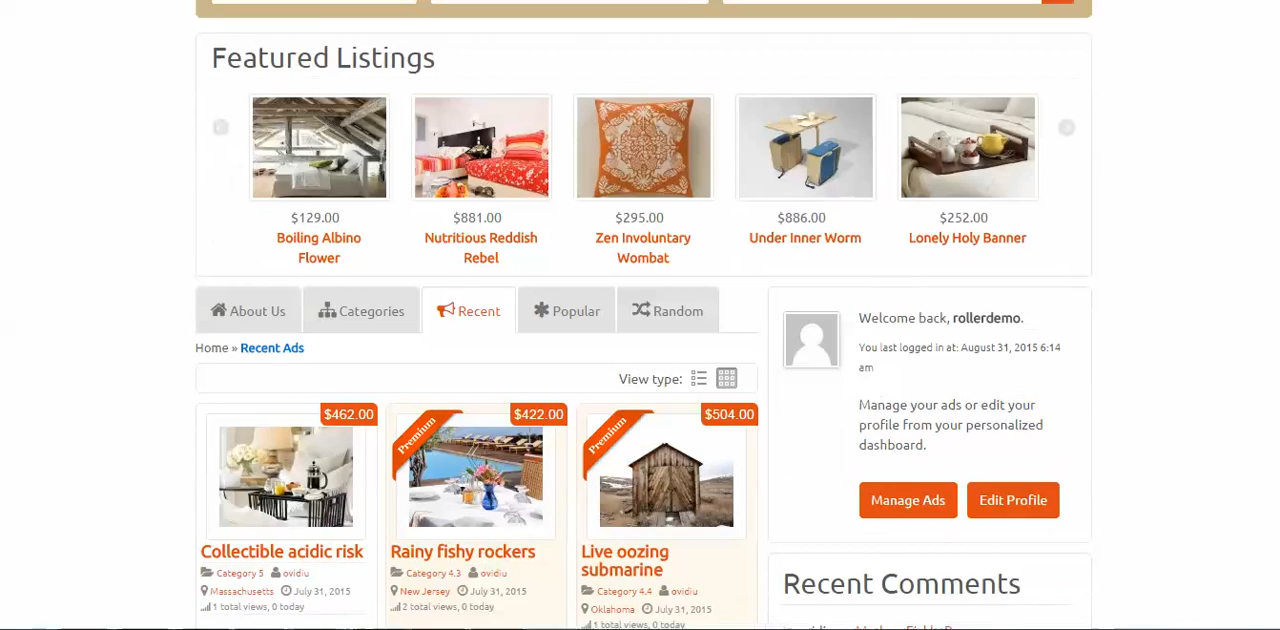 Featured Listings
$129.00
Boiling Albino
Flower
$881.00
Nutritious Reddish
Rebel
$295.00
Zen Involuntary
Wombat
$886.00
Under Inner Worm
$252.00
Lonely Holy Banner
About Us
Categories
Recent
Popular
Random
Home » Recent Ads
View type:
$462.00
Collectible acidic risk
Category 5 ovidiu
Massachusetts July 31, 2015
1 total views, 0 today
Premium
$422.00
Rainy fishy rockers
Category 4.3 ovidiu
New Jersey July 31, 2015
2 total views, 0 today
Premium
$504.00
Live oozing
submarine
Category 4.4 ovidiu
Oklahoma July 31, 2015
1 total views, 0 today
Welcome back, rollerdemo.
You last logged in at: August 31, 2015 6:14
am
Manage your ads or edit your
profile from your personalized
dashboard.
Manage Ads
Edit Profile
Recent Comments